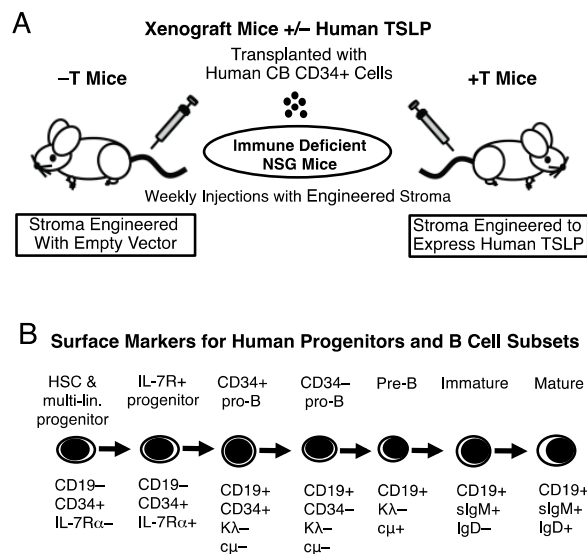 A
Xenograft Mice +/– Human TSLP
Transplanted with
Human CB CD34+ Cells
–T Mice
+T Mice
Immune Deficient
NSG Mice
Weekly Injections with Engineered Stroma
Stroma Engineered
With Empty Vector
Stroma Engineered to
Express Human TSLP
B
Surface Markers for Human Progenitors and B Cell Subsets
HSC &
multi-lin.
progenitor
IL-7R+
progenitor
CD34+
pro-B
CD34–
pro-B
Pre-B
Immature
Mature
CD19–
CD34+
IL-7Rα–
CD19–
CD34+
IL-7Rα+
CD19+
CD34+
Kλ–
cμ–
CD19+
CD34–
Kλ–
cμ–
CD19+
Kλ–
cμ+
CD19+
sIgM+
IgD–
CD19+
sIgM+
IgD+